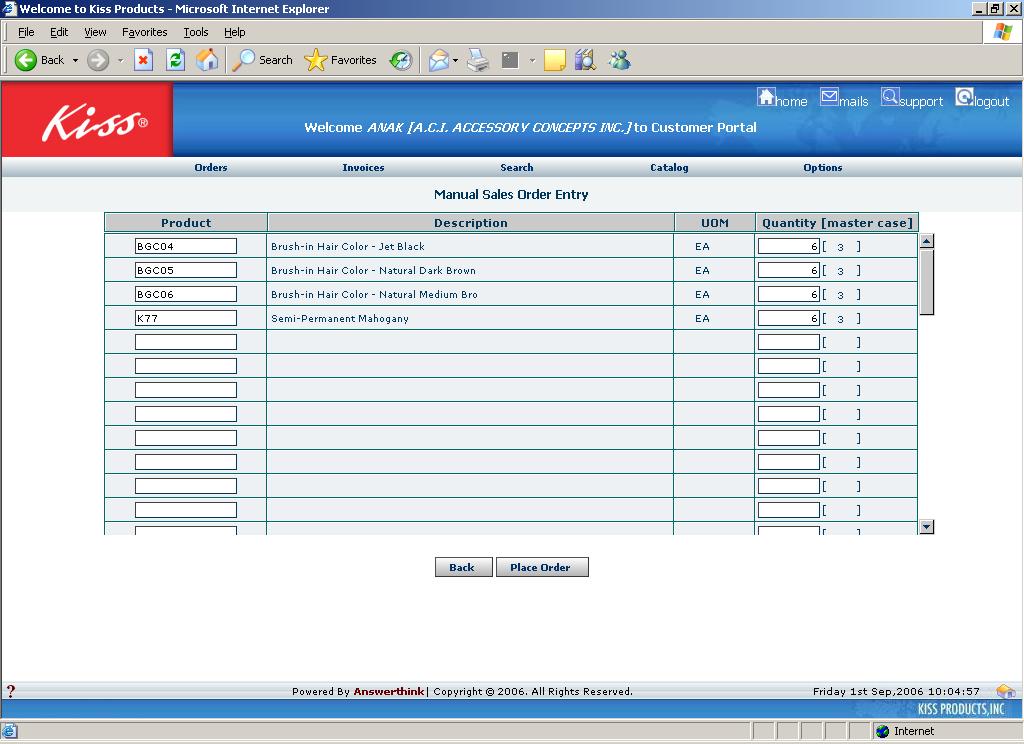 Welcome to Kiss Products - Microsoft Internet Explorer
File Edit View Favorites Tools Help
Back Search Favorites
Kiss®
home mails support logout
Welcome ANAK [A.C.I. ACCESSORY CONCEPTS INC.] to Customer Portal
Orders Invoices Search Catalog Options
Manual Sales Order Entry
Product Description UOM Quantity [master case]
BGC04 Brush-in Hair Color - Jet Black EA 6 [ 3 ]
BGC05 Brush-in Hair Color - Natural Dark Brown EA 6 [ 3 ]
BGC06 Brush-in Hair Color - Natural Medium Bro EA 6 [ 3 ]
K77 Semi-Permanent Mahogany EA 6 [ 3 ]
[ ]
[ ]
[ ]
[ ]
[ ]
[ ]
[ ]
[ ]
[ ]
Back Place Order
? Powered By Answerthink| Copyright © 2006. All Rights Reserved. Friday 1st Sep,2006 10:04:57
KISS PRODUCTS,INC
Internet